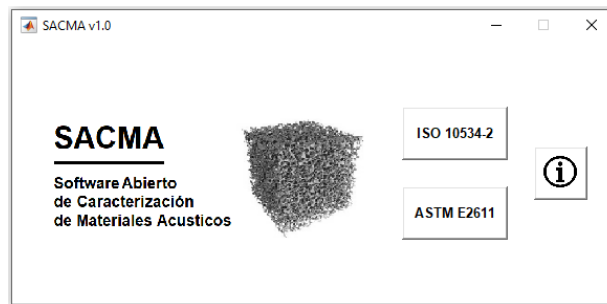 SACMA v1.0
SACMA
Software Abierto
de Caracterización
de Materiales Acusticos
ISO 10534-2
ASTM E2611